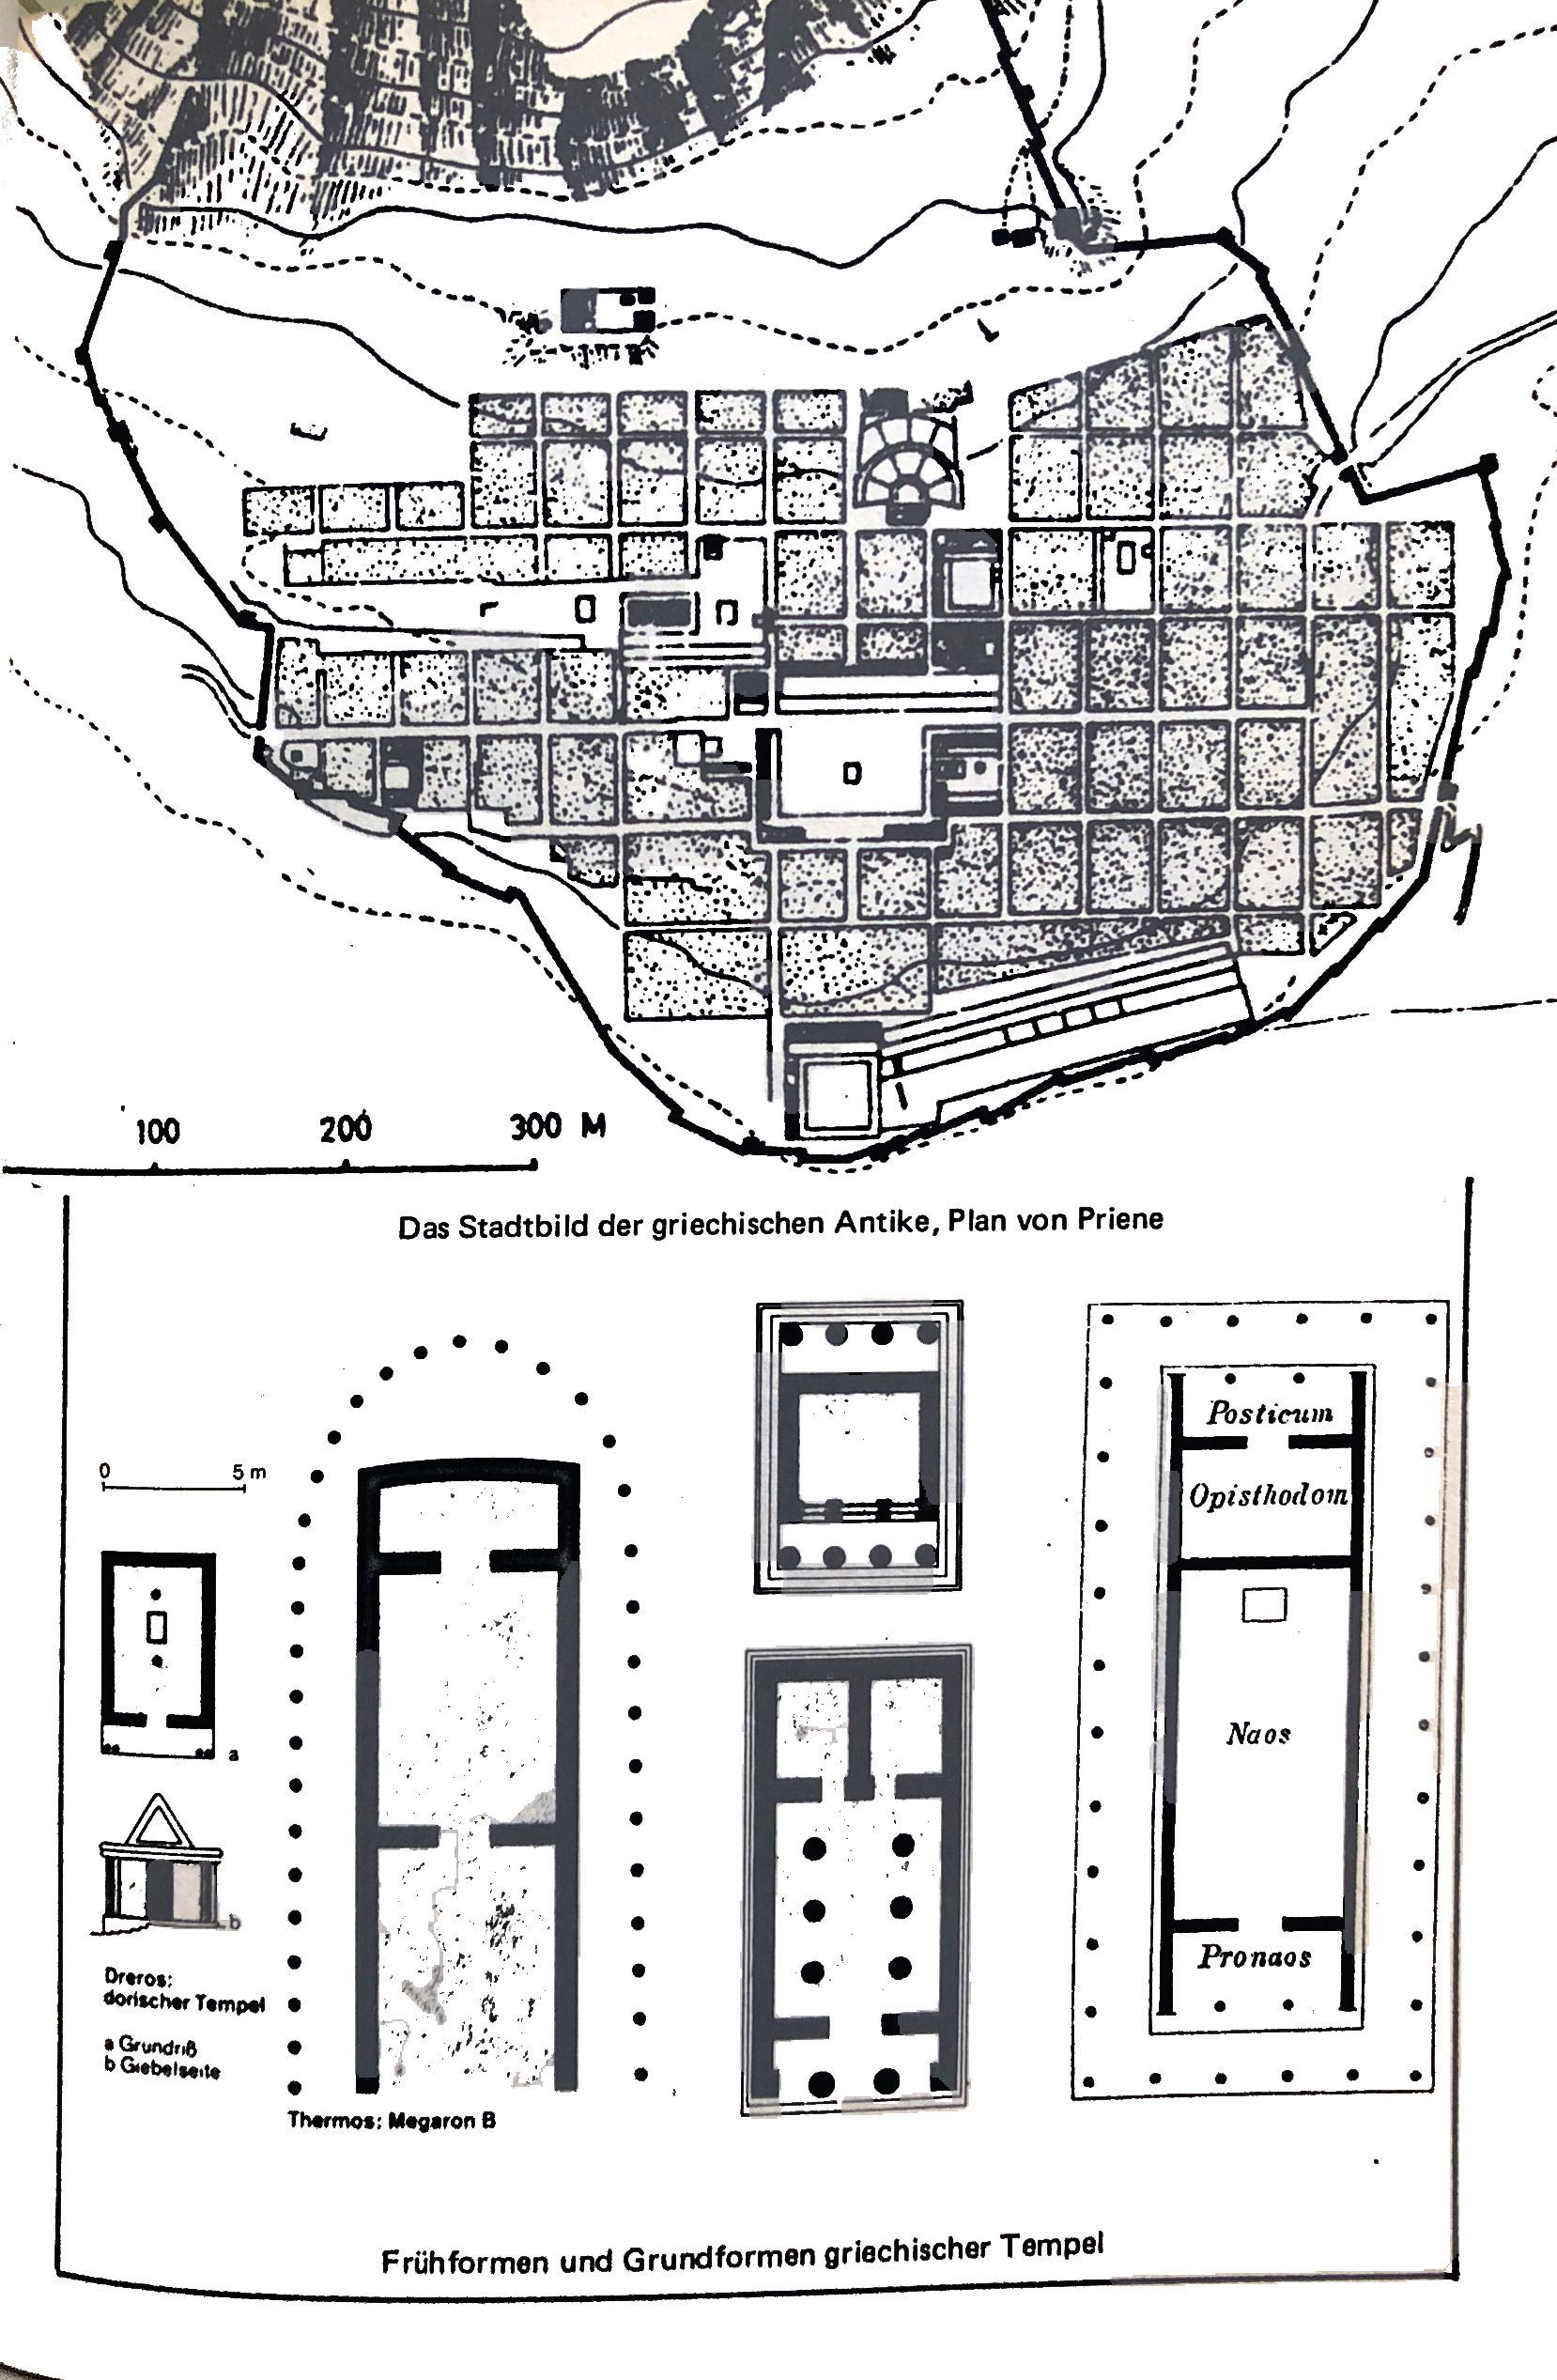 100 200 300 M
Das Stadtbild der griechischen Antike, Plan von Priene
0 5 m
a
b
Dreros:
dorischer Tempel
a Grundriß
b Giebelseite
Thermos: Megaron B
Posticum
Opisthodom
Naos
Pronaos
Frühformen und Grundformen griechischer Tempel